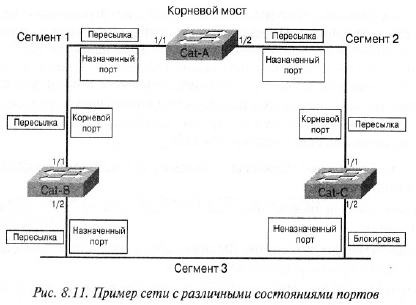 Корневой мост
Сегмент 1
Пересылка
1/1
1/2
Пересылка
Сегмент 2
Назначенный
порт
Cat-A
Назначенный
порт
Пересылка
Корневой
порт
Корневой
порт
Пересылка
1/1
1/1
Cat-B
Cat-C
1/2
1/2
Пересылка
Назначенный
порт
Неназначенный
порт
Блокировка
Сегмент 3
Рис. 8.11. Пример сети с различными состояниями портов